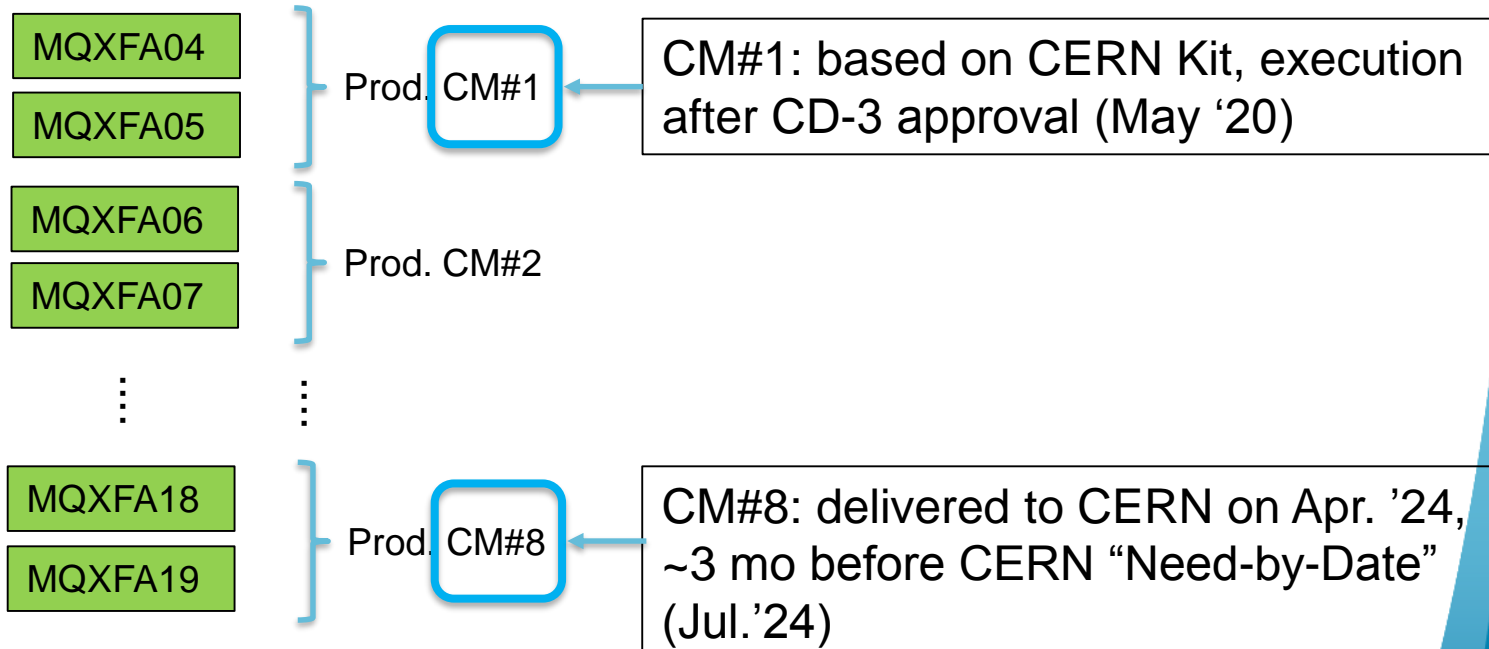 MQXFA04
MQXFA05
Prod. CM#1
CM#1: based on CERN Kit, execution
after CD-3 approval (May ‘20)
MQXFA06
MQXFA07
Prod. CM#2
MQXFA18
MQXFA19
Prod. CM#8
CM#8: delivered to CERN on Apr. ’24,
~3 mo before CERN “Need-by-Date”
(Jul.’24)